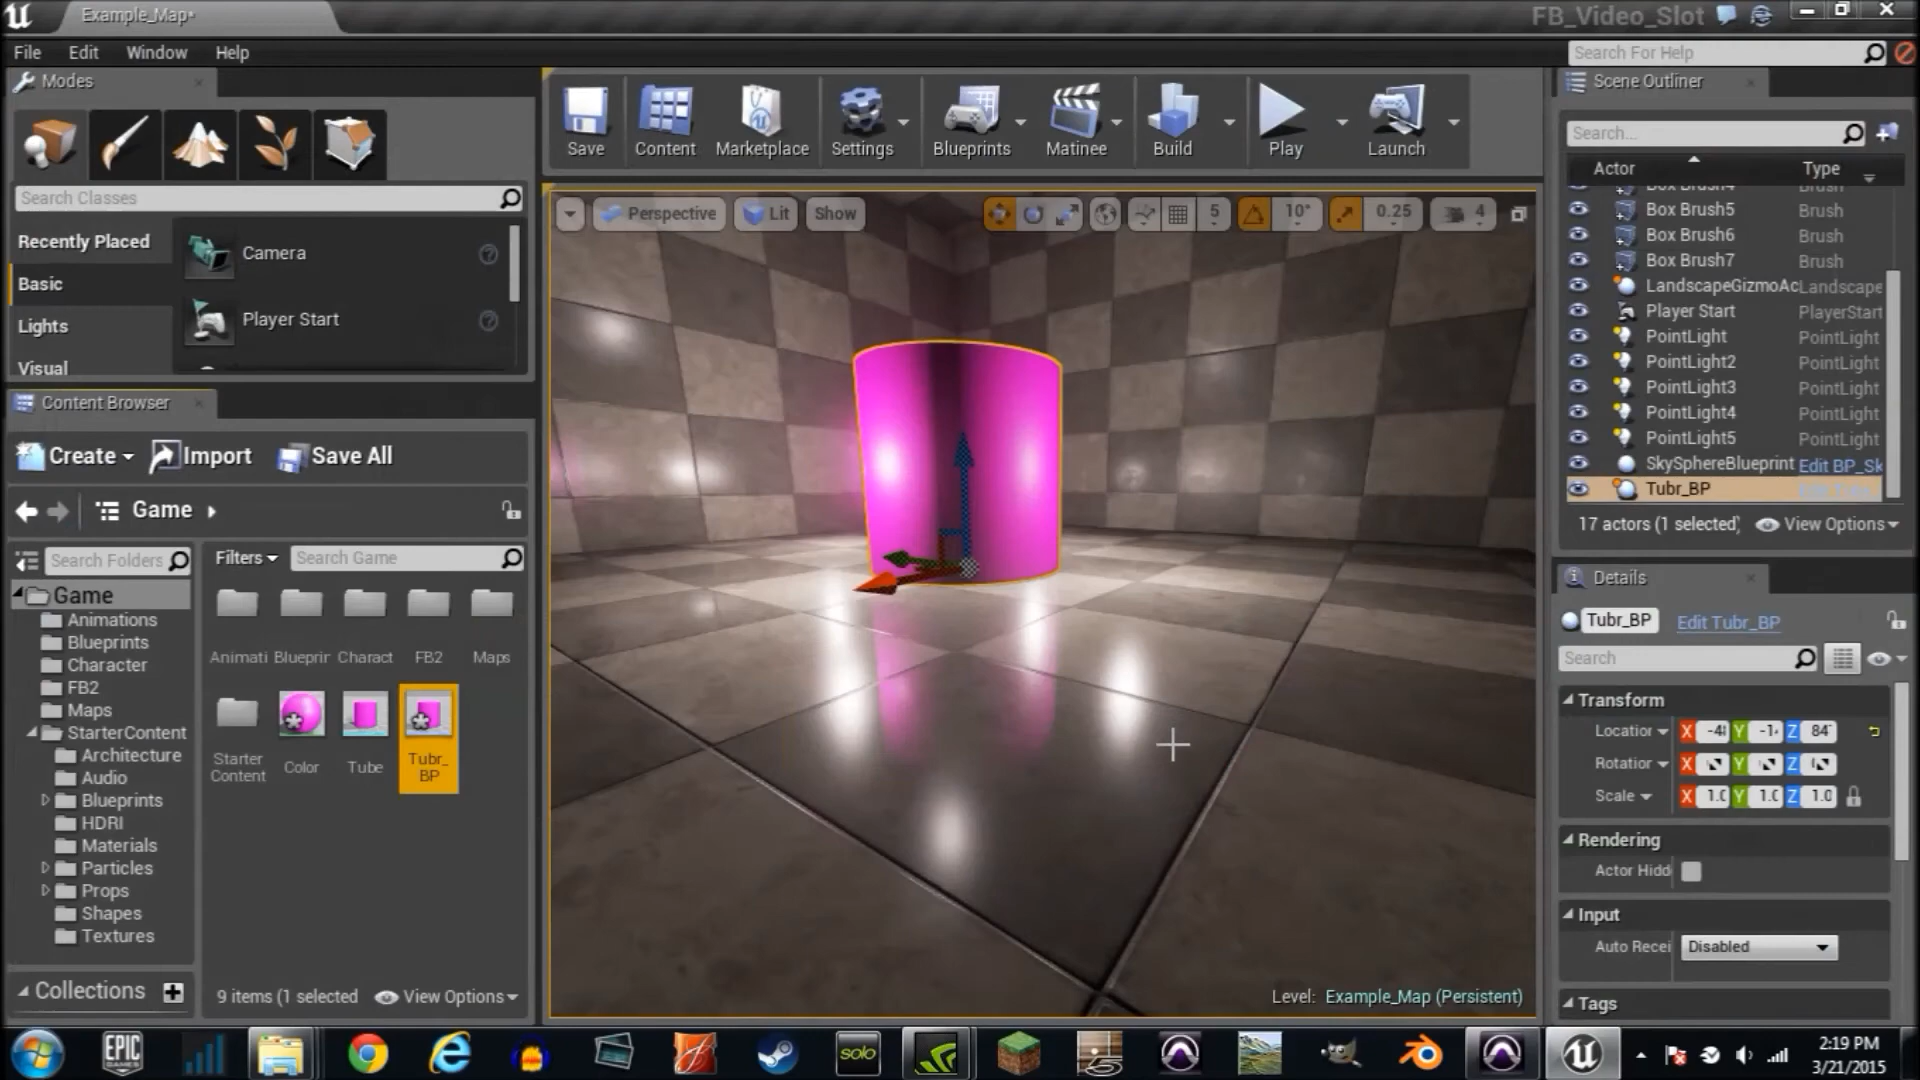 Example_Map*
FB_Video_Slot
File Edit Window Help
Search For Help
Modes
Search Classes
Recently Placed
Basic
Lights
Visual
Camera
Player Start
Save
Content
Marketplace
Settings
Blueprints
Matinee
Build
Play
Launch
Perspective
Lit
Show
5
10°
0.25
4
Level: Example_Map (Persistent)
Content Browser
Create
Import
Save All
Game
Search Folders
Filters
Search Game
Game
Animations
Blueprints
Character
FB2
Maps
StarterContent
Architecture
Audio
Blueprints
HDRI
Materials
Particles
Props
Shapes
Textures
Collections
Animati
Blueprir
Charact
FB2
Maps
Starter
Content
Color
Tube
Tubr_
BP
9 items (1 selected
View Options
Scene Outliner
Search...
Actor Type
Box Brush4 Brush
Box Brush5 Brush
Box Brush6 Brush
Box Brush7 Brush
LandscapeGizmoAc Landscape
Player Start PlayerStart
PointLight PointLight
PointLight2 PointLight
PointLight3 PointLight
PointLight4 PointLight
PointLight5 PointLight
SkySphereBlueprint Edit BP_Sk
Tubr_BP
17 actors (1 selected)
View Options
Details
Tubr_BP
Edit Tubr_BP
Search
Transform
Locatior X -4 Y -1 Z 84
Rotatior X Y Z
Scale X 1.0 Y 1.0 Z 1.0
Rendering
Actor Hidd
Input
Auto Recei Disabled
Tags
EPIC
GAMES
solo
2:19 PM
3/21/2015